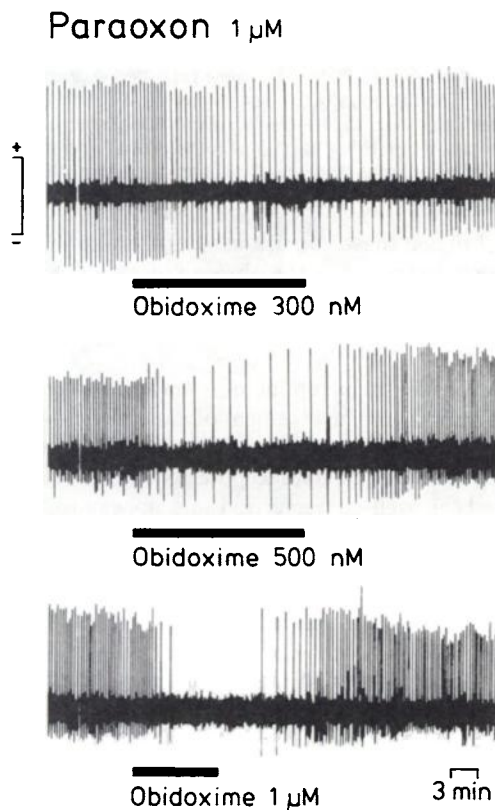 Paraoxon 1 μM
+
-
Obidoxime 300 nM
Obidoxime 500 nM
Obidoxime 1 μM
3 min